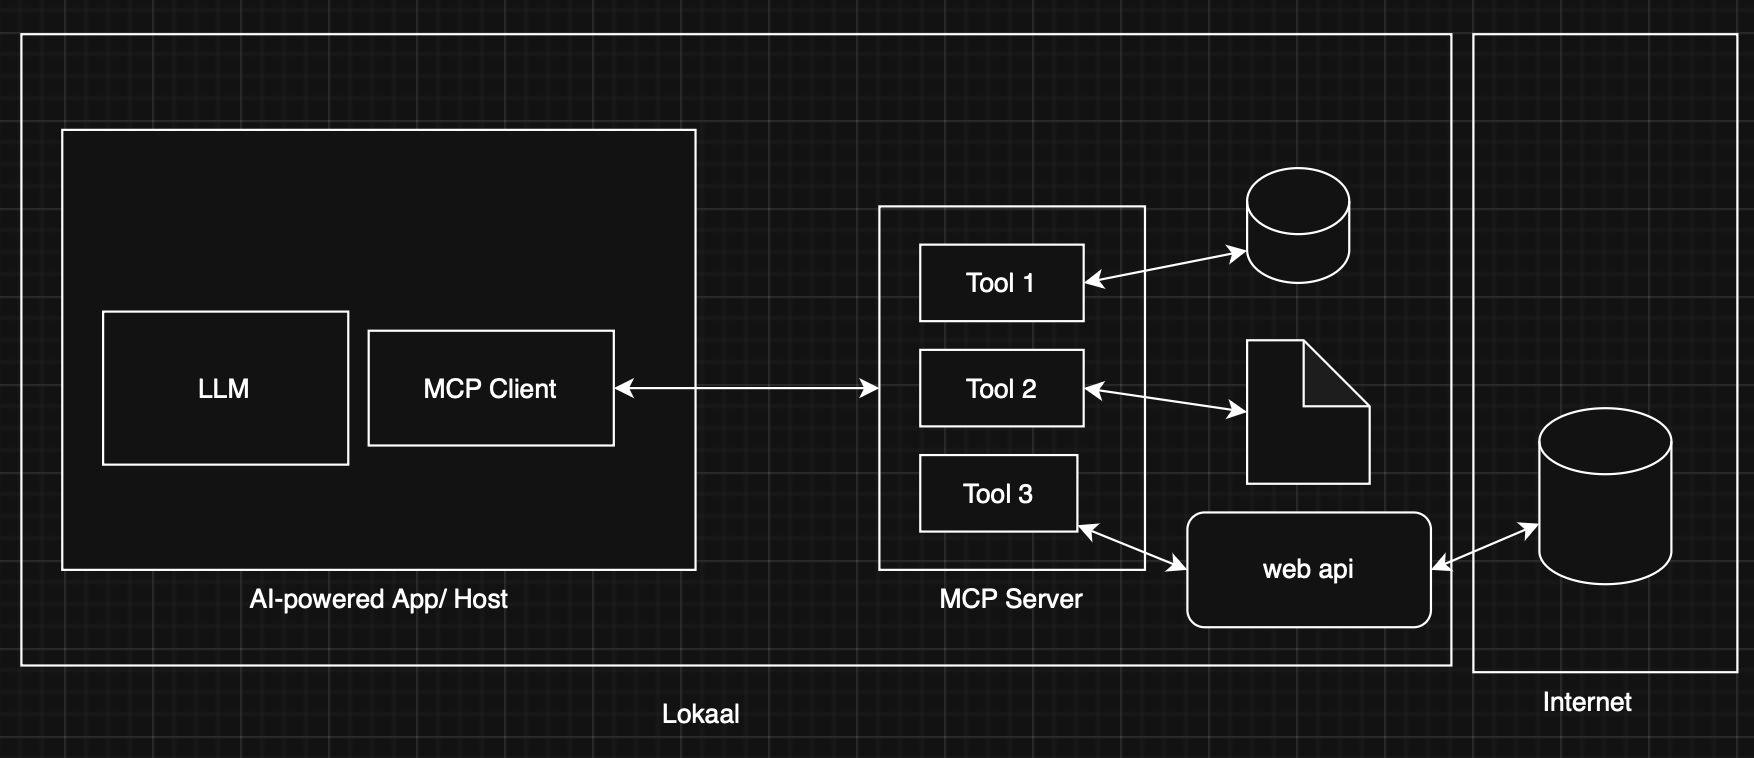 LLM
MCP Client
AI-powered App/ Host
Tool 1
Tool 2
Tool 3
MCP Server
web api
Lokaal
Internet